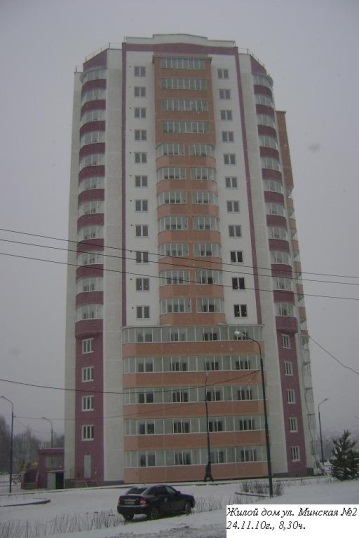 Жилой дом ул. Минская №2
24.11.10г., 8,30ч.